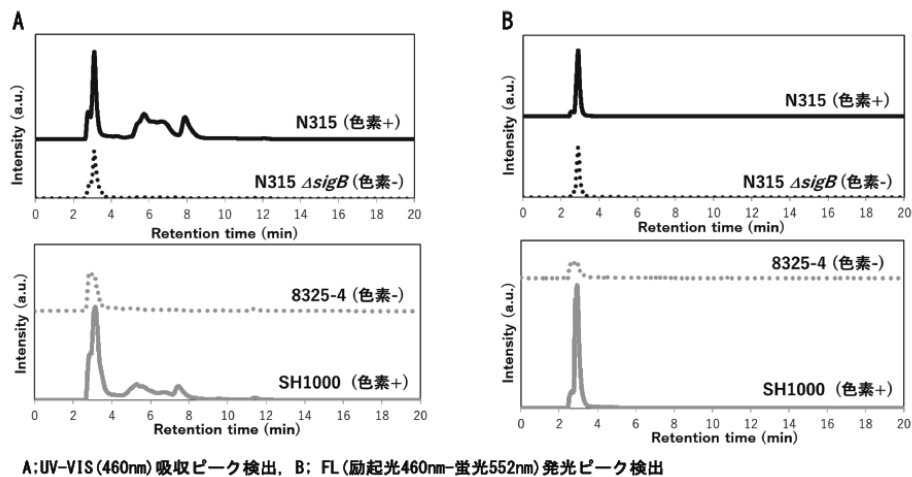 A
B
Intensity (a.u.)
N315 (色素+)
N315 ΔsigB (色素-)
0 2 4 6 8 10 12 14 16 18 20
Retention time (min)
Intensity (a.u.)
N315 (色素+)
N315 ΔsigB (色素-)
0 2 4 6 8 10 12 14 16 18 20
Retention time (min)
Intensity (a.u.)
8325-4 (色素-)
SH1000 (色素+)
0 2 4 6 8 10 12 14 16 18 20
Retention time (min)
Intensity (a.u.)
8325-4 (色素-)
SH1000 (色素+)
0 2 4 6 8 10 12 14 16 18 20
Retention time (min)
A;UV-VIS(460nm)吸収ピーク検出, B; FL(励起光460nm-蛍光552nm)発光ピーク検出